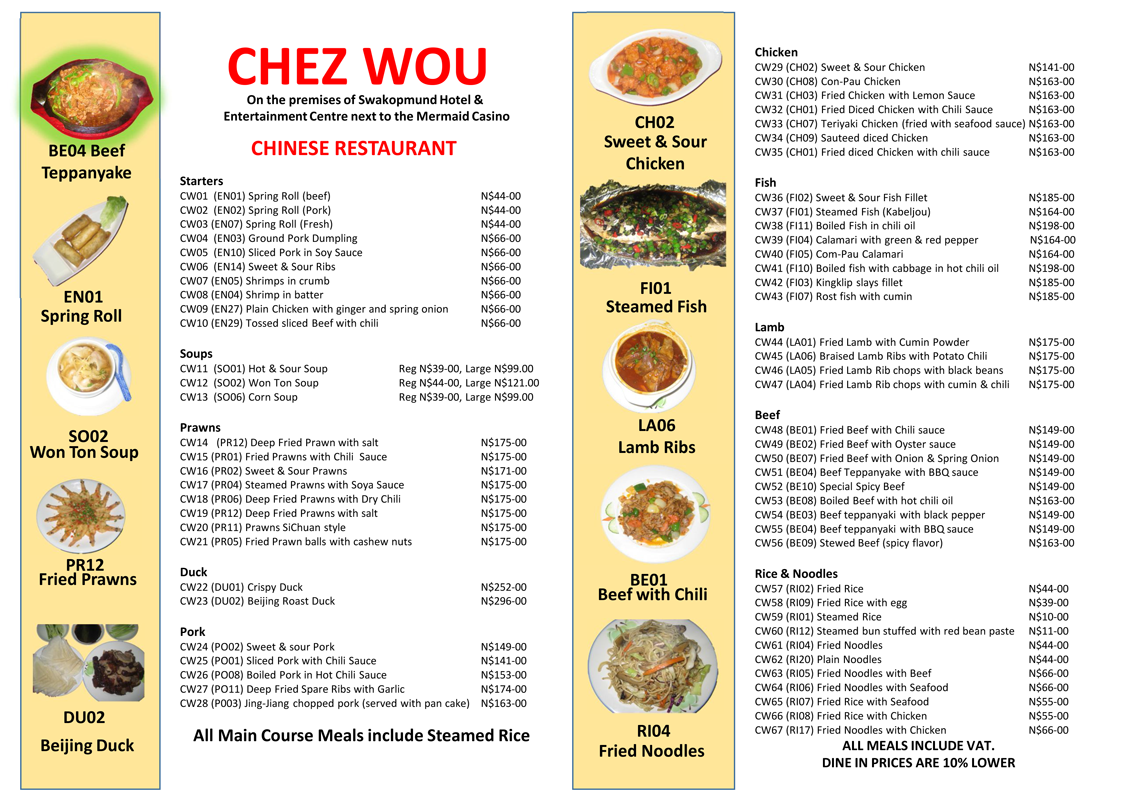 BE04 Beef
Teppanyake
EN01
Spring Roll
SO02
Won Ton Soup
PR12
Fried Prawns
DU02
Beijing Duck
CHEZ WOU
On the premises of Swakopmund Hotel &
Entertainment Centre next to the Mermaid Casino
CHINESE RESTAURANT
Starters
CW01 (EN01) Spring Roll (beef) N$44-00
CW02 (EN02) Spring Roll (Pork) N$44-00
CW03 (EN07) Spring Roll (Fresh) N$44-00
CW04 (EN03) Ground Pork Dumpling N$66-00
CW05 (EN10) Sliced Pork in Soy Sauce N$66-00
CW06 (EN14) Sweet & Sour Ribs N$66-00
CW07 (EN05) Shrimps in crumb N$66-00
CW08 (EN04) Shrimp in batter N$66-00
CW09 (EN27) Plain Chicken with ginger and spring onion N$66-00
CW10 (EN29) Tossed sliced Beef with chili N$66-00
Soups
CW11 (SO01) Hot & Sour Soup Reg N$39-00, Large N$99.00
CW12 (SO02) Won Ton Soup Reg N$44-00, Large N$121.00
CW13 (SO06) Corn Soup Reg N$39-00, Large N$99.00
Prawns
CW14 (PR12) Deep Fried Prawn with salt N$175-00
CW15 (PR01) Fried Prawns with Chili Sauce N$175-00
CW16 (PR02) Sweet & Sour Prawns N$171-00
CW17 (PR04) Steamed Prawns with Soya Sauce N$175-00
CW18 (PR06) Deep Fried Prawns with Dry Chili N$175-00
CW19 (PR12) Deep Fried Prawns with salt N$175-00
CW20 (PR11) Prawns SiChuan style N$175-00
CW21 (PR05) Fried Prawn balls with cashew nuts N$175-00
Duck
CW22 (DU01) Crispy Duck N$252-00
CW23 (DU02) Beijing Roast Duck N$296-00
Pork
CW24 (PO02) Sweet & sour Pork N$149-00
CW25 (PO01) Sliced Pork with Chili Sauce N$141-00
CW26 (PO08) Boiled Pork in Hot Chili Sauce N$153-00
CW27 (PO11) Deep Fried Spare Ribs with Garlic N$174-00
CW28 (P003) Jing-Jiang chopped pork (served with pan cake) N$163-00
All Main Course Meals include Steamed Rice
CH02
Sweet & Sour
Chicken
FI01
Steamed Fish
LA06
Lamb Ribs
BE01
Beef with Chili
RI04
Fried Noodles
Chicken
CW29 (CH02) Sweet & Sour Chicken N$141-00
CW30 (CH08) Con-Pau Chicken N$163-00
CW31 (CH03) Fried Chicken with Lemon Sauce N$163-00
CW32 (CH01) Fried Diced Chicken with Chili Sauce N$163-00
CW33 (CH07) Teriyaki Chicken (fried with seafood sauce) N$163-00
CW34 (CH09) Sauteed diced Chicken N$163-00
CW35 (CH01) Fried diced Chicken with chili sauce N$163-00
Fish
CW36 (FI02) Sweet & Sour Fish Fillet N$185-00
CW37 (FI01) Steamed Fish (Kabeljou) N$164-00
CW38 (FI11) Boiled Fish in chili oil N$198-00
CW39 (FI04) Calamari with green & red pepper N$164-00
CW40 (FI05) Com-Pau Calamari N$164-00
CW41 (FI10) Boiled fish with cabbage in hot chili oil N$198-00
CW42 (FI03) Kingklip slays fillet N$185-00
CW43 (FI07) Rost fish with cumin N$185-00
Lamb
CW44 (LA01) Fried Lamb with Cumin Powder N$175-00
CW45 (LA06) Braised Lamb Ribs with Potato Chili N$175-00
CW46 (LA05) Fried Lamb Rib chops with black beans N$175-00
CW47 (LA04) Fried Lamb Rib chops with cumin & chili N$175-00
Beef
CW48 (BE01) Fried Beef with Chili sauce N$149-00
CW49 (BE02) Fried Beef with Oyster sauce N$149-00
CW50 (BE07) Fried Beef with Onion & Spring Onion N$149-00
CW51 (BE04) Beef Teppanyake with BBQ sauce N$149-00
CW52 (BE10) Special Spicy Beef N$149-00
CW53 (BE08) Boiled Beef with hot chili oil N$163-00
CW54 (BE03) Beef teppanyaki with black pepper N$149-00
CW55 (BE04) Beef teppanyaki with BBQ sauce N$149-00
CW56 (BE09) Stewed Beef (spicy flavor) N$163-00
Rice & Noodles
CW57 (RI02) Fried Rice N$44-00
CW58 (RI09) Fried Rice with egg N$39-00
CW59 (RI01) Steamed Rice N$10-00
CW60 (RI12) Steamed bun stuffed with red bean paste N$11-00
CW61 (RI04) Fried Noodles N$44-00
CW62 (RI20) Plain Noodles N$44-00
CW63 (RI05) Fried Noodles with Beef N$66-00
CW64 (RI06) Fried Noodles with Seafood N$66-00
CW65 (RI07) Fried Rice with Seafood N$55-00
CW66 (RI08) Fried Rice with Chicken N$55-00
CW67 (RI17) Fried Noodles with Chicken N$66-00
ALL MEALS INCLUDE VAT.
DINE IN PRICES ARE 10% LOWER